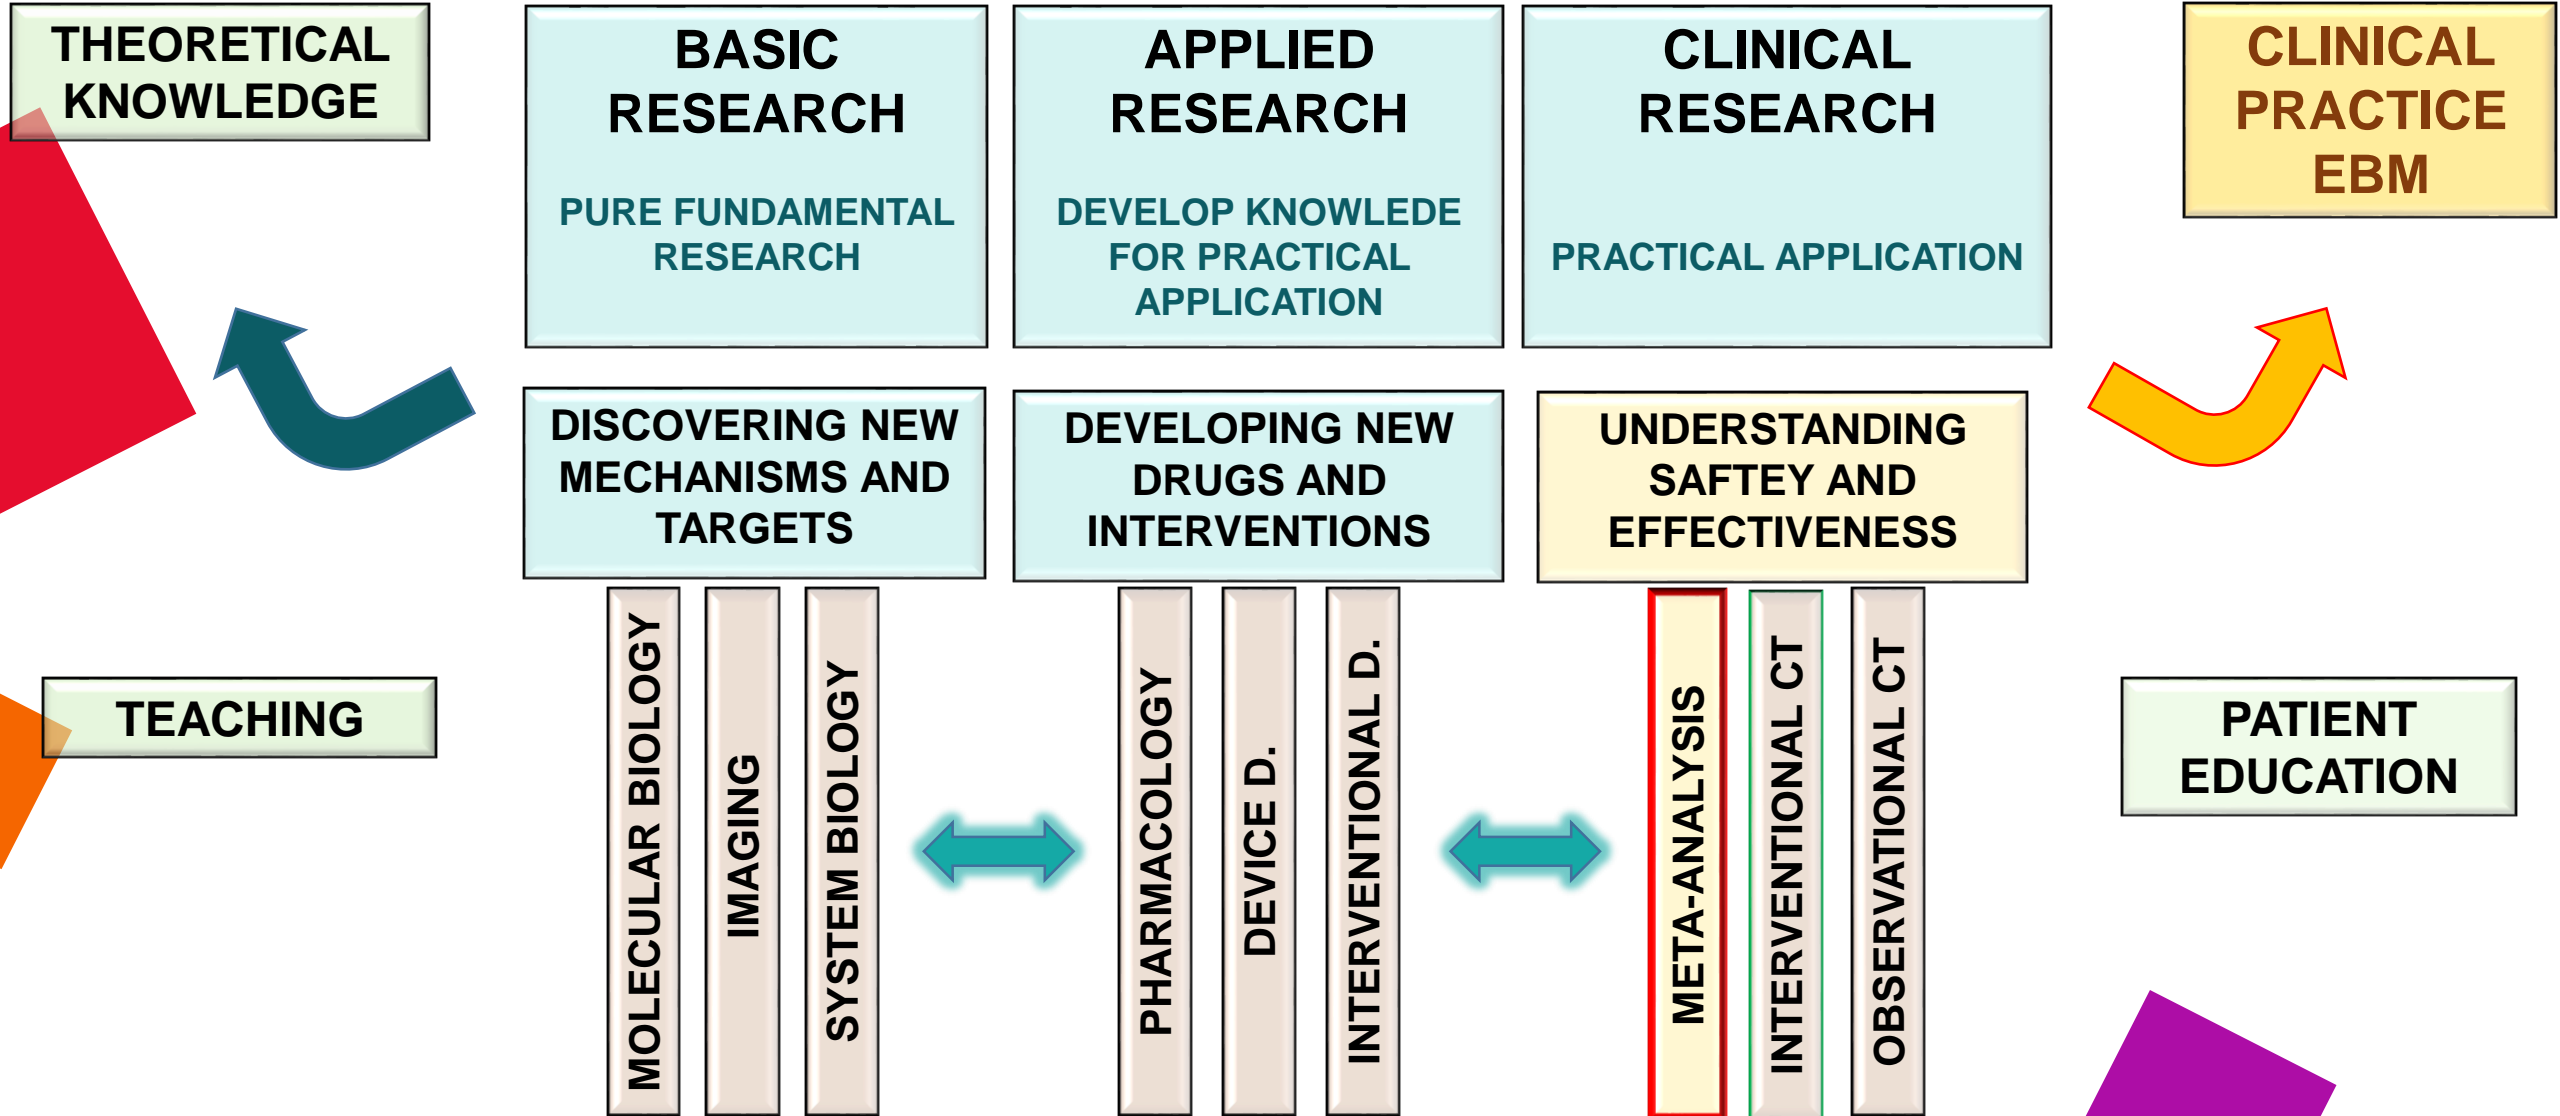 THEORETICAL
KNOWLEDGE
BASIC
RESEARCH
PURE FUNDAMENTAL
RESEARCH
APPLIED
RESEARCH
DEVELOP KNOWLEDE
FOR PRACTICAL
APPLICATION
CLINICAL
RESEARCH
PRACTICAL APPLICATION
CLINICAL
PRACTICE
EBM
DISCOVERING NEW
MECHANISMS AND
TARGETS
DEVELOPING NEW
DRUGS AND
INTERVENTIONS
UNDERSTANDING
SAFTEY AND
EFFECTIVENESS
TEACHING
MOLECULAR BIOLOGY
IMAGING
SYSTEM BIOLOGY
PHARMACOLOGY
DEVICE D.
INTERVENTIONAL D.
META-ANALYSIS
INTERVENTIONAL CT
OBSERVATIONAL CT
PATIENT
EDUCATION